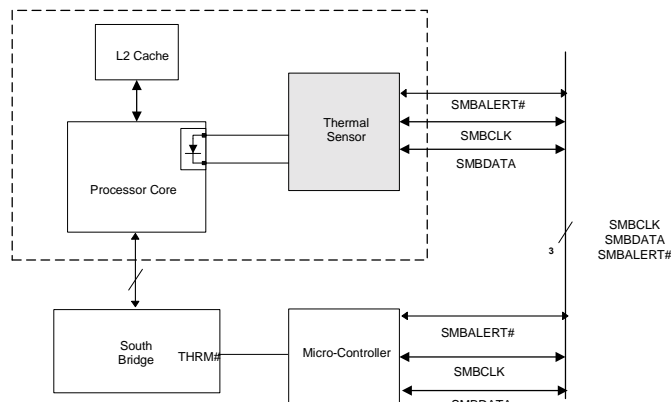 L2 Cache
Thermal
Sensor
SMBALERT#
SMBCLK
SMBDATA
Processor Core
SMBCLK
SMBDATA
SMBALERT#
3
South
Bridge
THRM#
Micro-Controller
SMBALERT#
SMBCLK
SMBDATA